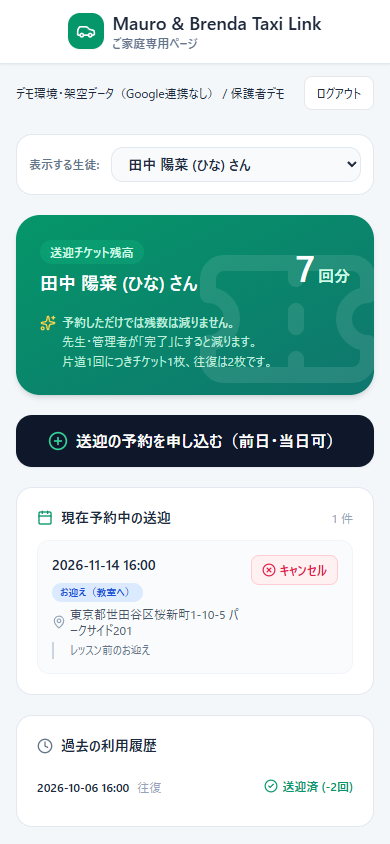 Mauro & Brenda Taxi Link
ご家庭専用ページ
デモ環境・架空データ（Google連携なし） / 保護者デモ
ログアウト
表示する生徒:
田中 陽菜 (ひな) さん
送迎チケット残高
田中 陽菜 (ひな) さん
7 回分
予約しただけでは残数は減りません。
先生・管理者が「完了」にすると減ります。
片道1回につきチケット1枚、往復は2枚です。
送迎の予約を申し込む（前日・当日可）
現在予約中の送迎
1 件
2026-11-14 16:00
キャンセル
お迎え（教室へ）
東京都世田谷区桜新町1-10-5 パ
ークサイド201
レッスン前のお迎え
過去の利用履歴
2026-10-06 16:00 往復
送迎済 (-2回)